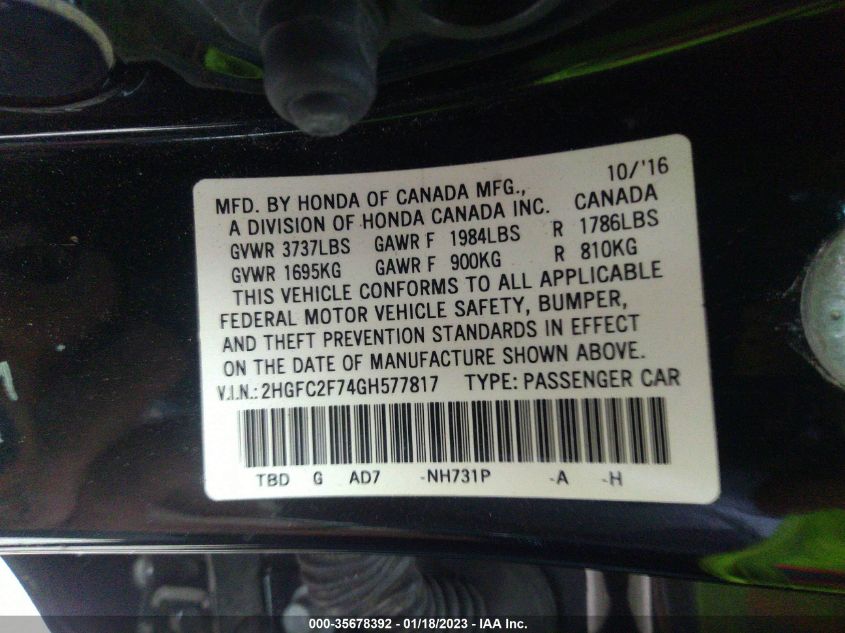 10/'16
MFD. BY HONDA OF CANADA MFG.,
A DIVISION OF HONDA CANADA INC. CANADA
GVWR 3737LBS GAWR F 1984LBS R 1786LBS
GVWR 1695KG GAWR F 900KG R 810KG
THIS VEHICLE CONFORMS TO ALL APPLICABLE
FEDERAL MOTOR VEHICLE SAFETY, BUMPER,
AND THEFT PREVENTION STANDARDS IN EFFECT
ON THE DATE OF MANUFACTURE SHOWN ABOVE.
V.I.N.: 2HGFC2F74GH577817 TYPE: PASSENGER CAR
TBD G AD7 -NH731P -A -H
000-35678392 - 01/18/2023 - IAA Inc.